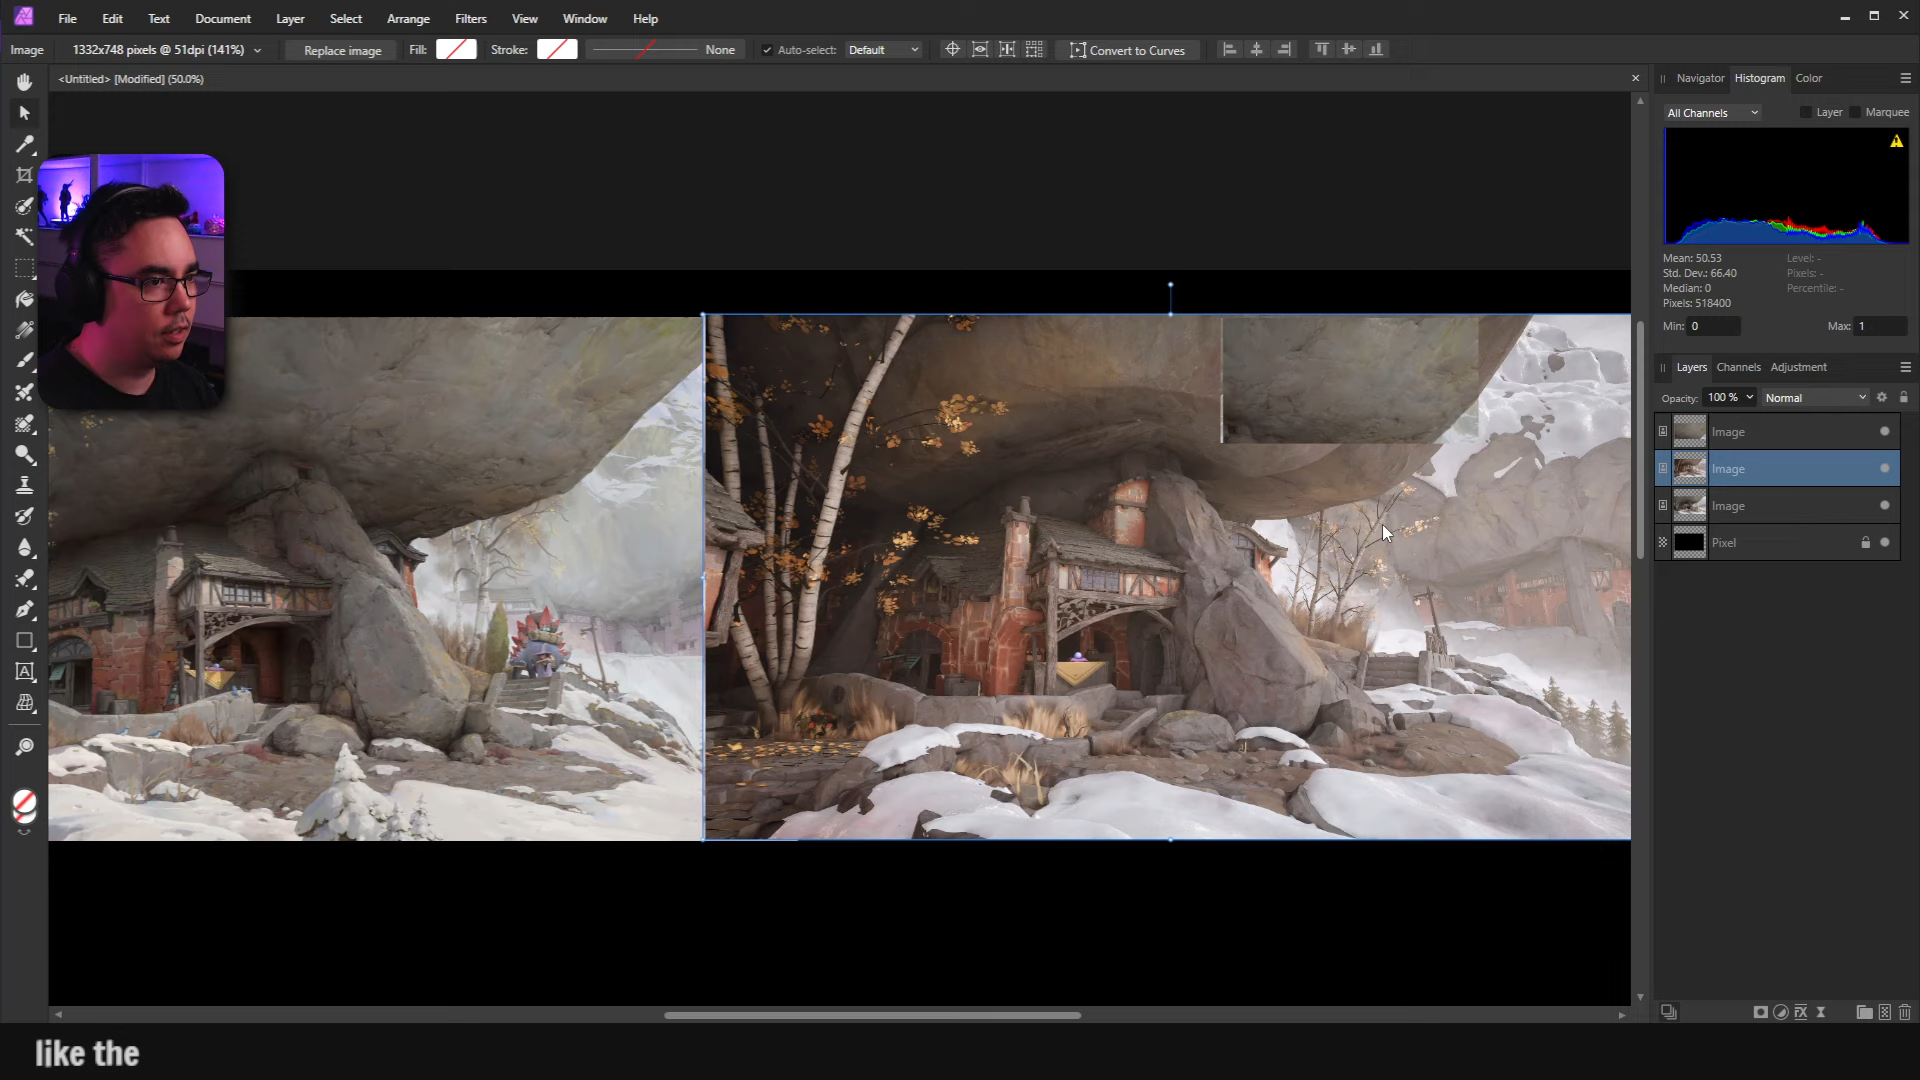 File Edit Text Document Layer Select Arrange Filters View Window Help
Image 1332x748 pixels @ 51dpi (141%) Replace image Fill: Stroke: None Auto-select: Default Convert to Curves
<Untitled> [Modified] (50.0%)
Navigator Histogram Color
All Channels Layer Marquee
Mean: 50.53 Level: -
Std. Dev.: 66.40 Pixels: -
Median: 0 Percentile: -
Pixels: 518400
Min: 0 Max: 1
Layers Channels Adjustment
Opacity: 100 % Normal
Image
Image
Image
Pixel
like the